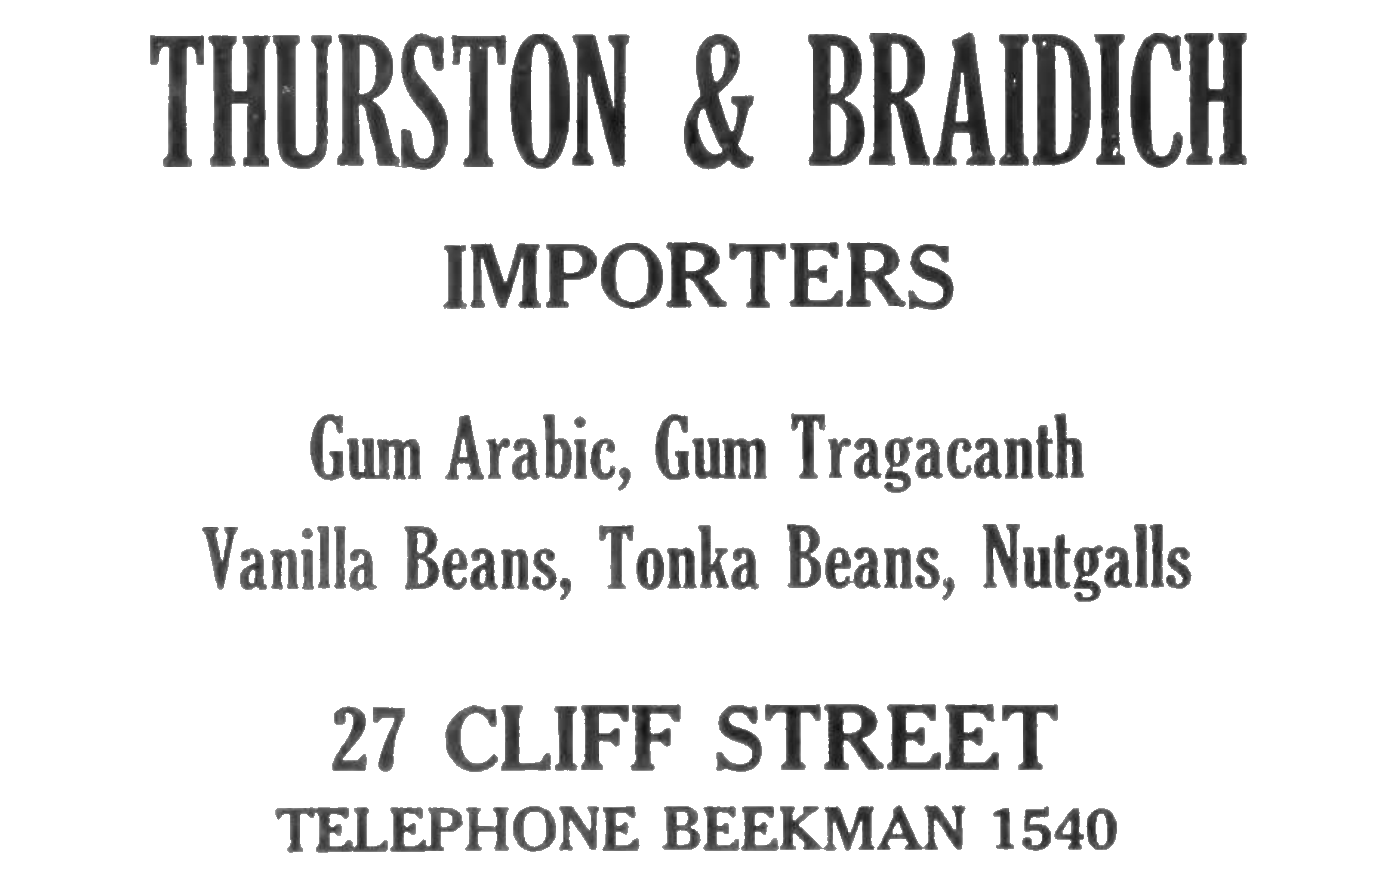 THURSTON & BRAIDICH
IMPORTERS
Gum Arabic, Gum Tragacanth
Vanilla Beans, Tonka Beans, Nutgalls
27 CLIFF STREET
TELEPHONE BEEKMAN 1540